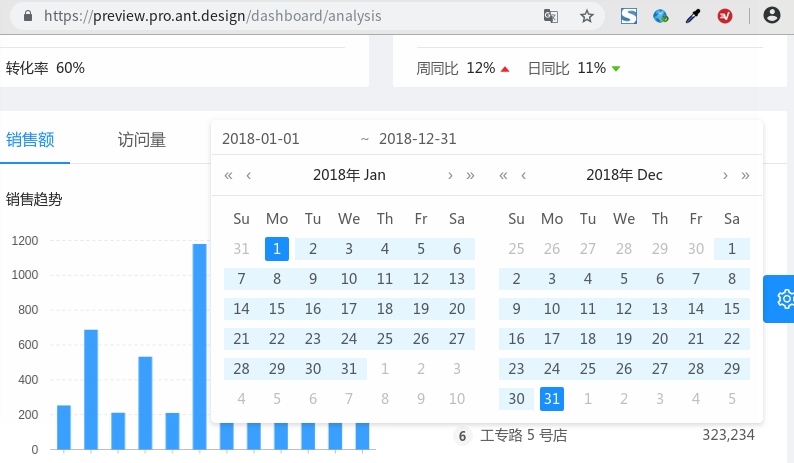 https://preview.pro.ant.design/dashboard/analysis
转化率 60%
周同比 12% 日同比 11%
销售额 访问量
2018-01-01 ~ 2018-12-31
« ‹ 2018年 Jan › » « ‹ 2018年 Dec › »
销售趋势
Su Mo Tu We Th Fr Sa Su Mo Tu We Th Fr Sa
31 1 2 3 4 5 6 25 26 27 28 29 30 1
7 8 9 10 11 12 13 2 3 4 5 6 7 8
14 15 16 17 18 19 20 9 10 11 12 13 14 15
21 22 23 24 25 26 27 16 17 18 19 20 21 22
28 29 30 31 1 2 3 23 24 25 26 27 28 29
4 5 6 7 8 9 10 30 31 1 2 3 4 5
1200
1000
800
600
400
200
0
6 工专路 5 号店 323,234